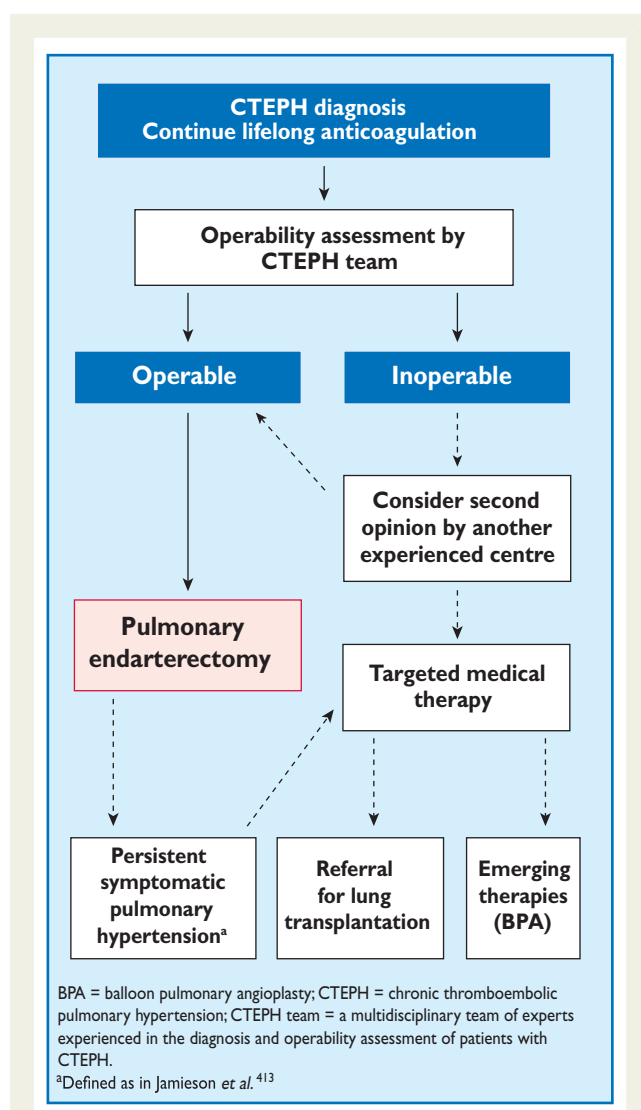 CTEPH diagnosis
Continue lifelong anticoagulation
Operability assessment by
CTEPH team
Operable
Inoperable
Consider second
opinion by another
experienced centre
Pulmonary
endarterectomy
Targeted medical
therapy
Persistent
symptomatic
pulmonary
hypertensionᵃ
Referral
for lung
transplantation
Emerging
therapies
(BPA)
BPA = balloon pulmonary angioplasty; CTEPH = chronic thromboembolic
pulmonary hypertension; CTEPH team = a multidisciplinary team of experts
experienced in the diagnosis and operability assessment of patients with
CTEPH.
ᵃDefined as in Jamieson et al.⁴¹³